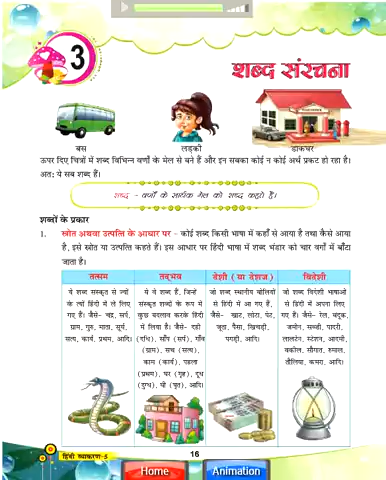 3
शब्द संरचना
बस
लड़की
डाकघर
ऊपर दिए चित्रों में शब्द विभिन्न वर्णों के मेल से बने हैं और इन सबका कोई न कोई अर्थ प्रकट हो रहा है।
अतः ये सब शब्द हैं।
शब्द - वर्णों के सार्थक मेल को शब्द कहते हैं।
शब्दों के प्रकार
1. स्रोत अथवा उत्पत्ति के आधार पर - कोई शब्द किसी भाषा में कहाँ से आया है तथा कैसे आया
है, इसे स्रोत या उत्पत्ति कहते हैं। इस आधार पर हिंदी भाषा में शब्द भंडार को चार वर्गों में बाँटा
जाता है।
तत्सम
ये शब्द संस्कृत से ज्यों
के त्यों हिंदी में ले लिए
गए हैं। जैसे- चंद्र, सर्प,
ग्राम, गुरु, माता, सूर्य,
सत्य, कार्य, प्रथम, आदि।
तद्भव
ये वे शब्द हैं, जिन्हें
संस्कृत शब्दों के रूप में
कुछ बदलाव करके हिंदी
में लिया है। जैसे- दही
(दधि), साँप (सर्प), गाँव
(ग्राम), सच (सत्य),
काम (कार्य), पहला
(प्रथम), घर (गृह), दूध
(दुग्ध), घी (घृत), आदि।
देशी (या देशज)
जो शब्द स्थानीय बोलियों
से हिंदी में आ गए हैं,
जैसे- खाट, लोटा, पेट,
जूता, पैसा, खिचड़ी,
पगड़ी, आदि।
विदेशी
जो शब्द विदेशी भाषाओं
से हिंदी में अपना लिए
गए हैं। जैसे- रेल, बंदूक,
जमीन, सब्जी, पादरी,
लालटेन, स्टेशन, आदमी,
वकील, सौगात, रुमाल,
तौलिया, कमरा, आदि।
हिंदी व्याकरण-5
16
Home
Animation